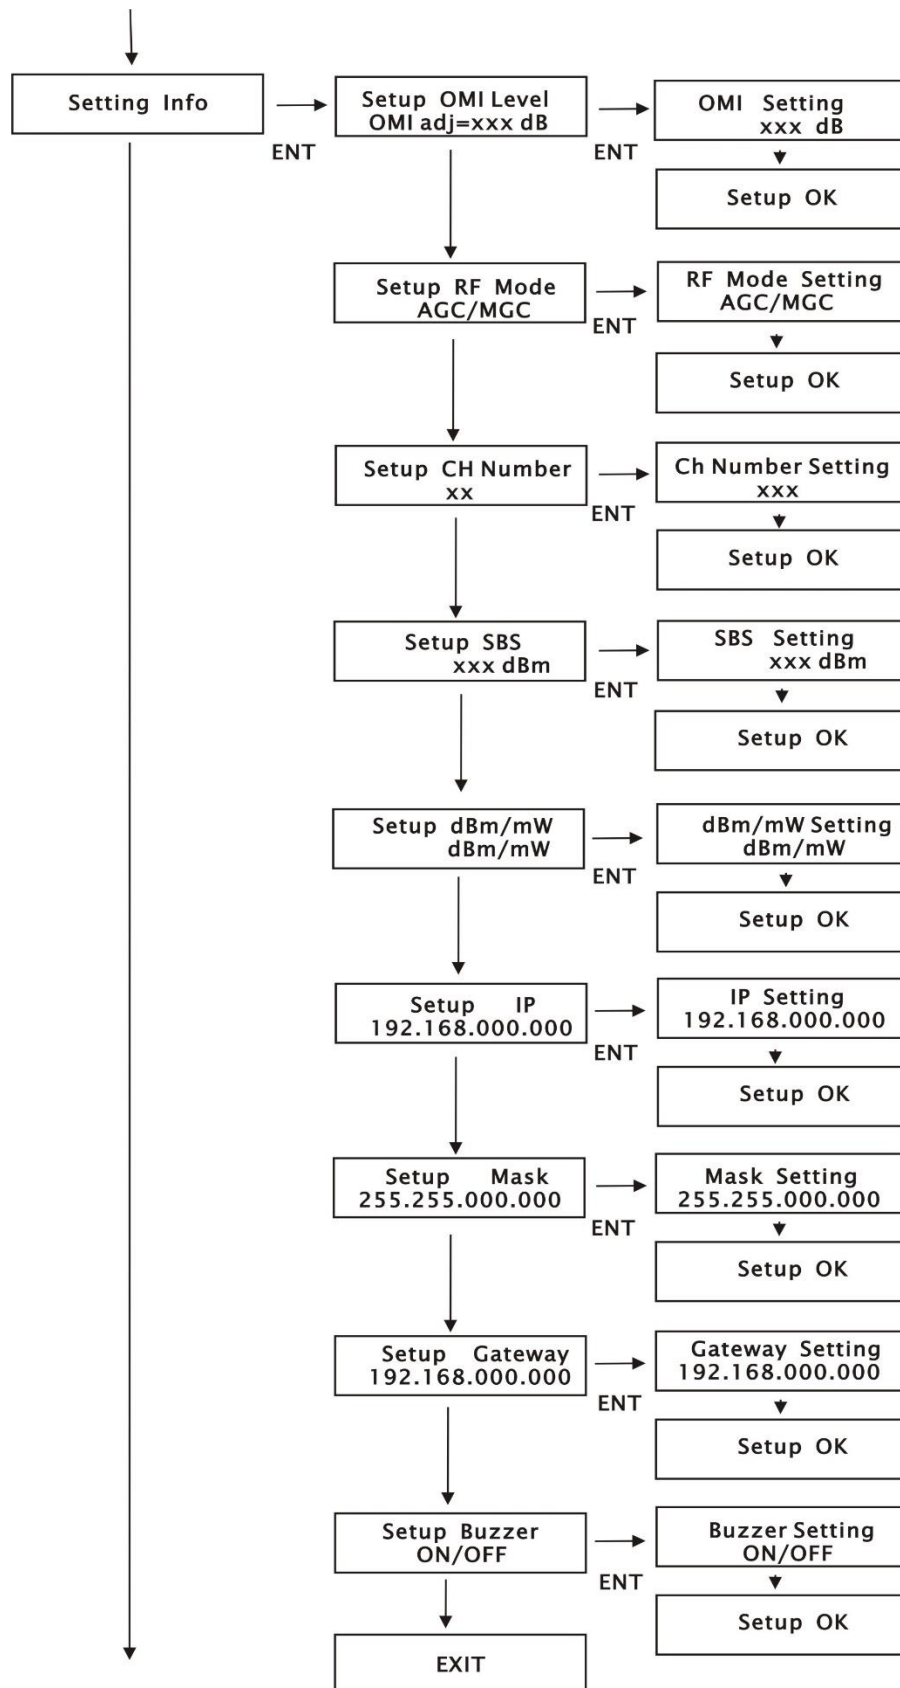 Setting Info
ENT
Setup OMI Level
OMI adj=xxx dB
ENT
OMI Setting
xxx dB
Setup OK
Setup RF Mode
AGC/MGC
ENT
RF Mode Setting
AGC/MGC
Setup OK
Setup CH Number
xx
ENT
Ch Number Setting
xxx
Setup OK
Setup SBS
xxx dBm
ENT
SBS Setting
xxx dBm
Setup OK
Setup dBm/mW
dBm/mW
ENT
dBm/mW Setting
dBm/mW
Setup OK
Setup IP
192.168.000.000
ENT
IP Setting
192.168.000.000
Setup OK
Setup Mask
255.255.000.000
ENT
Mask Setting
255.255.000.000
Setup OK
Setup Gateway
192.168.000.000
ENT
Gateway Setting
192.168.000.000
Setup OK
Setup Buzzer
ON/OFF
ENT
Buzzer Setting
ON/OFF
Setup OK
EXIT